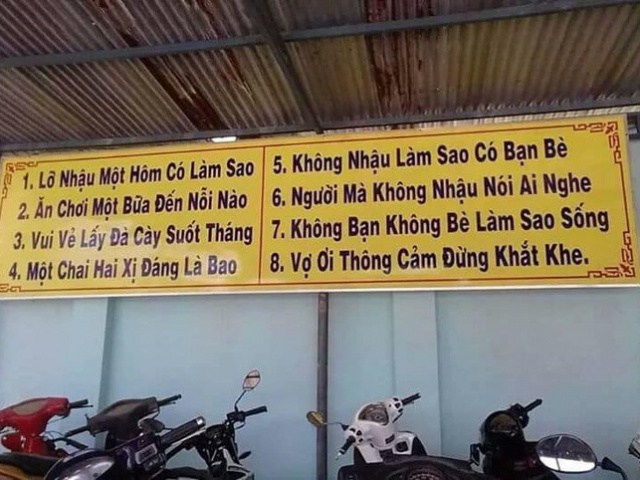 1. Lỡ Nhậu Một Hôm Có Làm Sao
2. Ăn Chơi Một Bữa Đến Nỗi Nào
3. Vui Vẻ Lấy Đà Cày Suốt Tháng
4. Một Chai Hai Xị Đáng Là Bao
5. Không Nhậu Làm Sao Có Bạn Bè
6. Người Mà Không Nhậu Nói Ai Nghe
7. Không Bạn Không Bè Làm Sao Sống
8. Vợ Ơi Thông Cảm Đừng Khắt Khe.